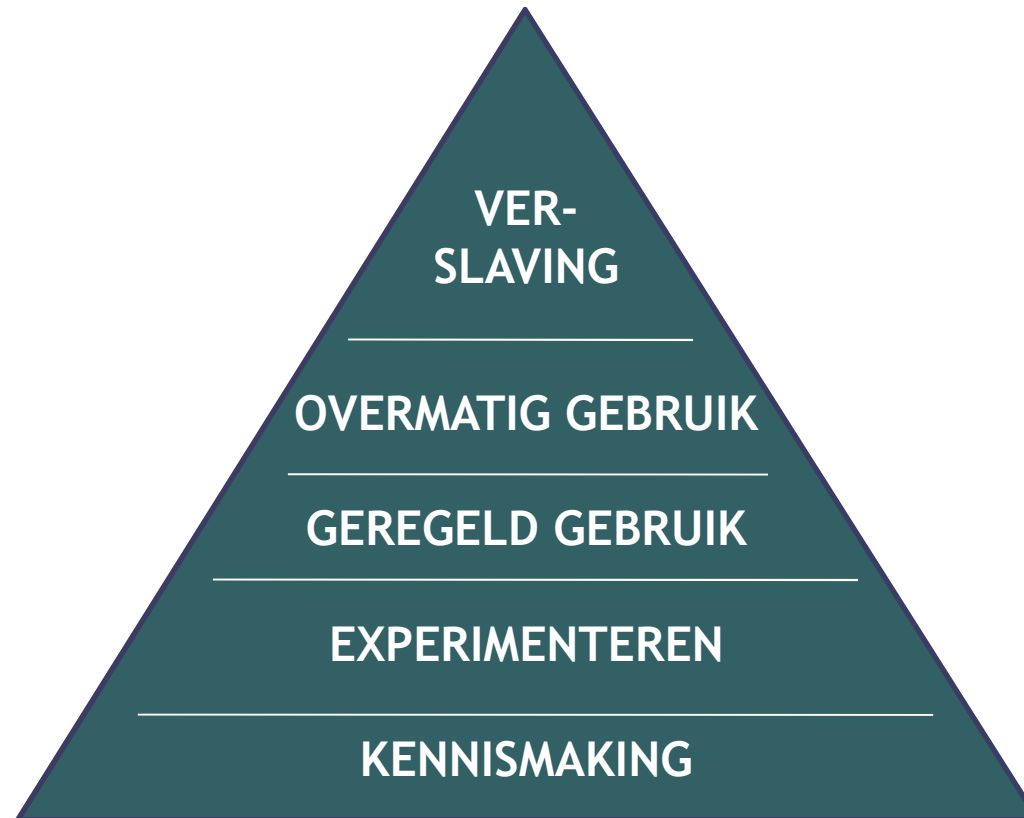 VER-
SLAVING
OVERMATIG GEBRUIK
GEREGELD GEBRUIK
EXPERIMENTEREN
KENNISMAKING